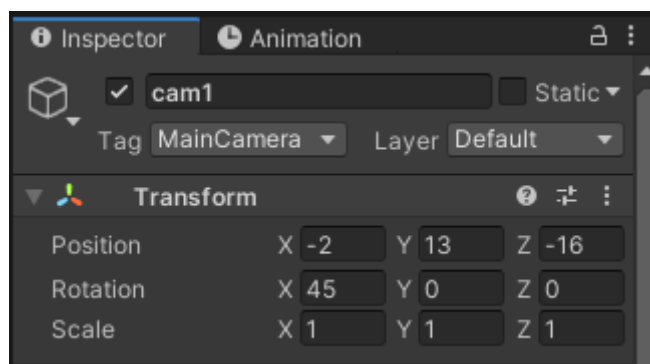 Inspector Animation
cam1 Static
Tag MainCamera Layer Default
Transform
Position X -2 Y 13 Z -16
Rotation X 45 Y 0 Z 0
Scale X 1 Y 1 Z 1